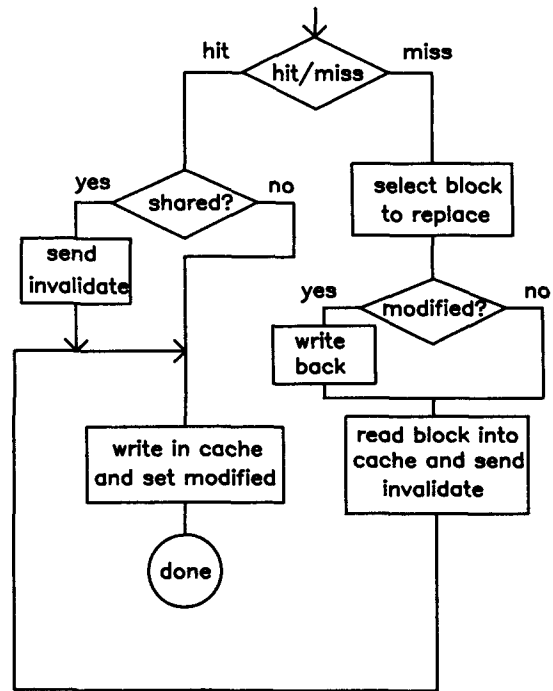 hit
miss
hit/miss
yes
shared?
no
select block
to replace
send
invalidate
yes
modified?
no
write
back
write in cache
and set modified
read block into
cache and send
invalidate
done